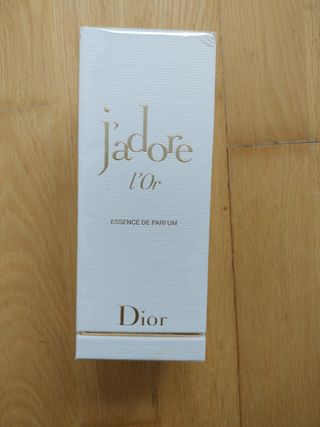 j'adore
l'Or
ESSENCE DE PARFUM
Dior